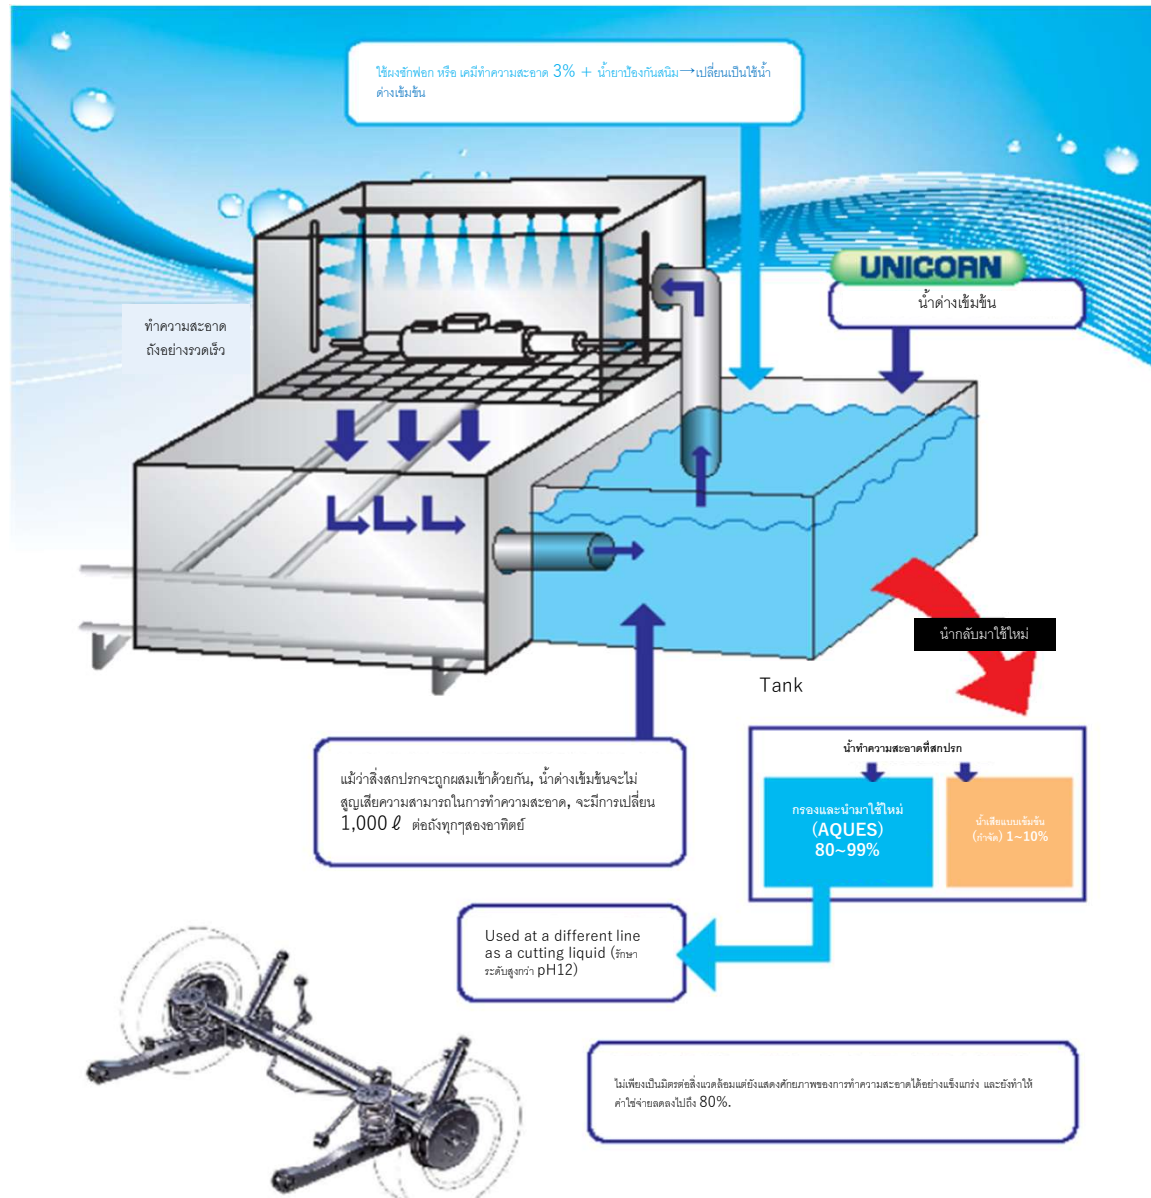 ใช้ผงซักฟอก หรือ เคมีทำความสะอาด 3% + น้ำยาป้องกันสนิม→เปลี่ยนเป็นใช้น้ำ
ด่างเข้มข้น
UNICORN
น้ำด่างเข้มข้น
ทำความสะอาด
ถังอย่างรวดเร็ว
นำกลับมาใช้ใหม่
Tank
แม้ว่าสิ่งสกปรกจะถูกผสมเข้าด้วยกัน, น้ำด่างเข้มข้นจะไม่
สูญเสียความสามารถในการทำความสะอาด, จะมีการเปลี่ยน
1,000 ℓ ต่อถังทุกๆสองอาทิตย์
น้ำทำความสะอาดที่สกปรก
กรองและนำมาใช้ใหม่
(AQUES)
80~99%
น้ำเสียแบบเข้มข้น
(กำจัด) 1~10%
Used at a different line
as a cutting liquid (รักษา
ระดับสูงกว่า pH12)
ไม่เพียงเป็นมิตรต่อสิ่งแวดล้อมแต่ยังแสดงศักยภาพของการทำความสะอาดได้อย่างแข็งแกร่ง และยังทำให้
ค่าใช้จ่ายลดลงไปถึง 80%.